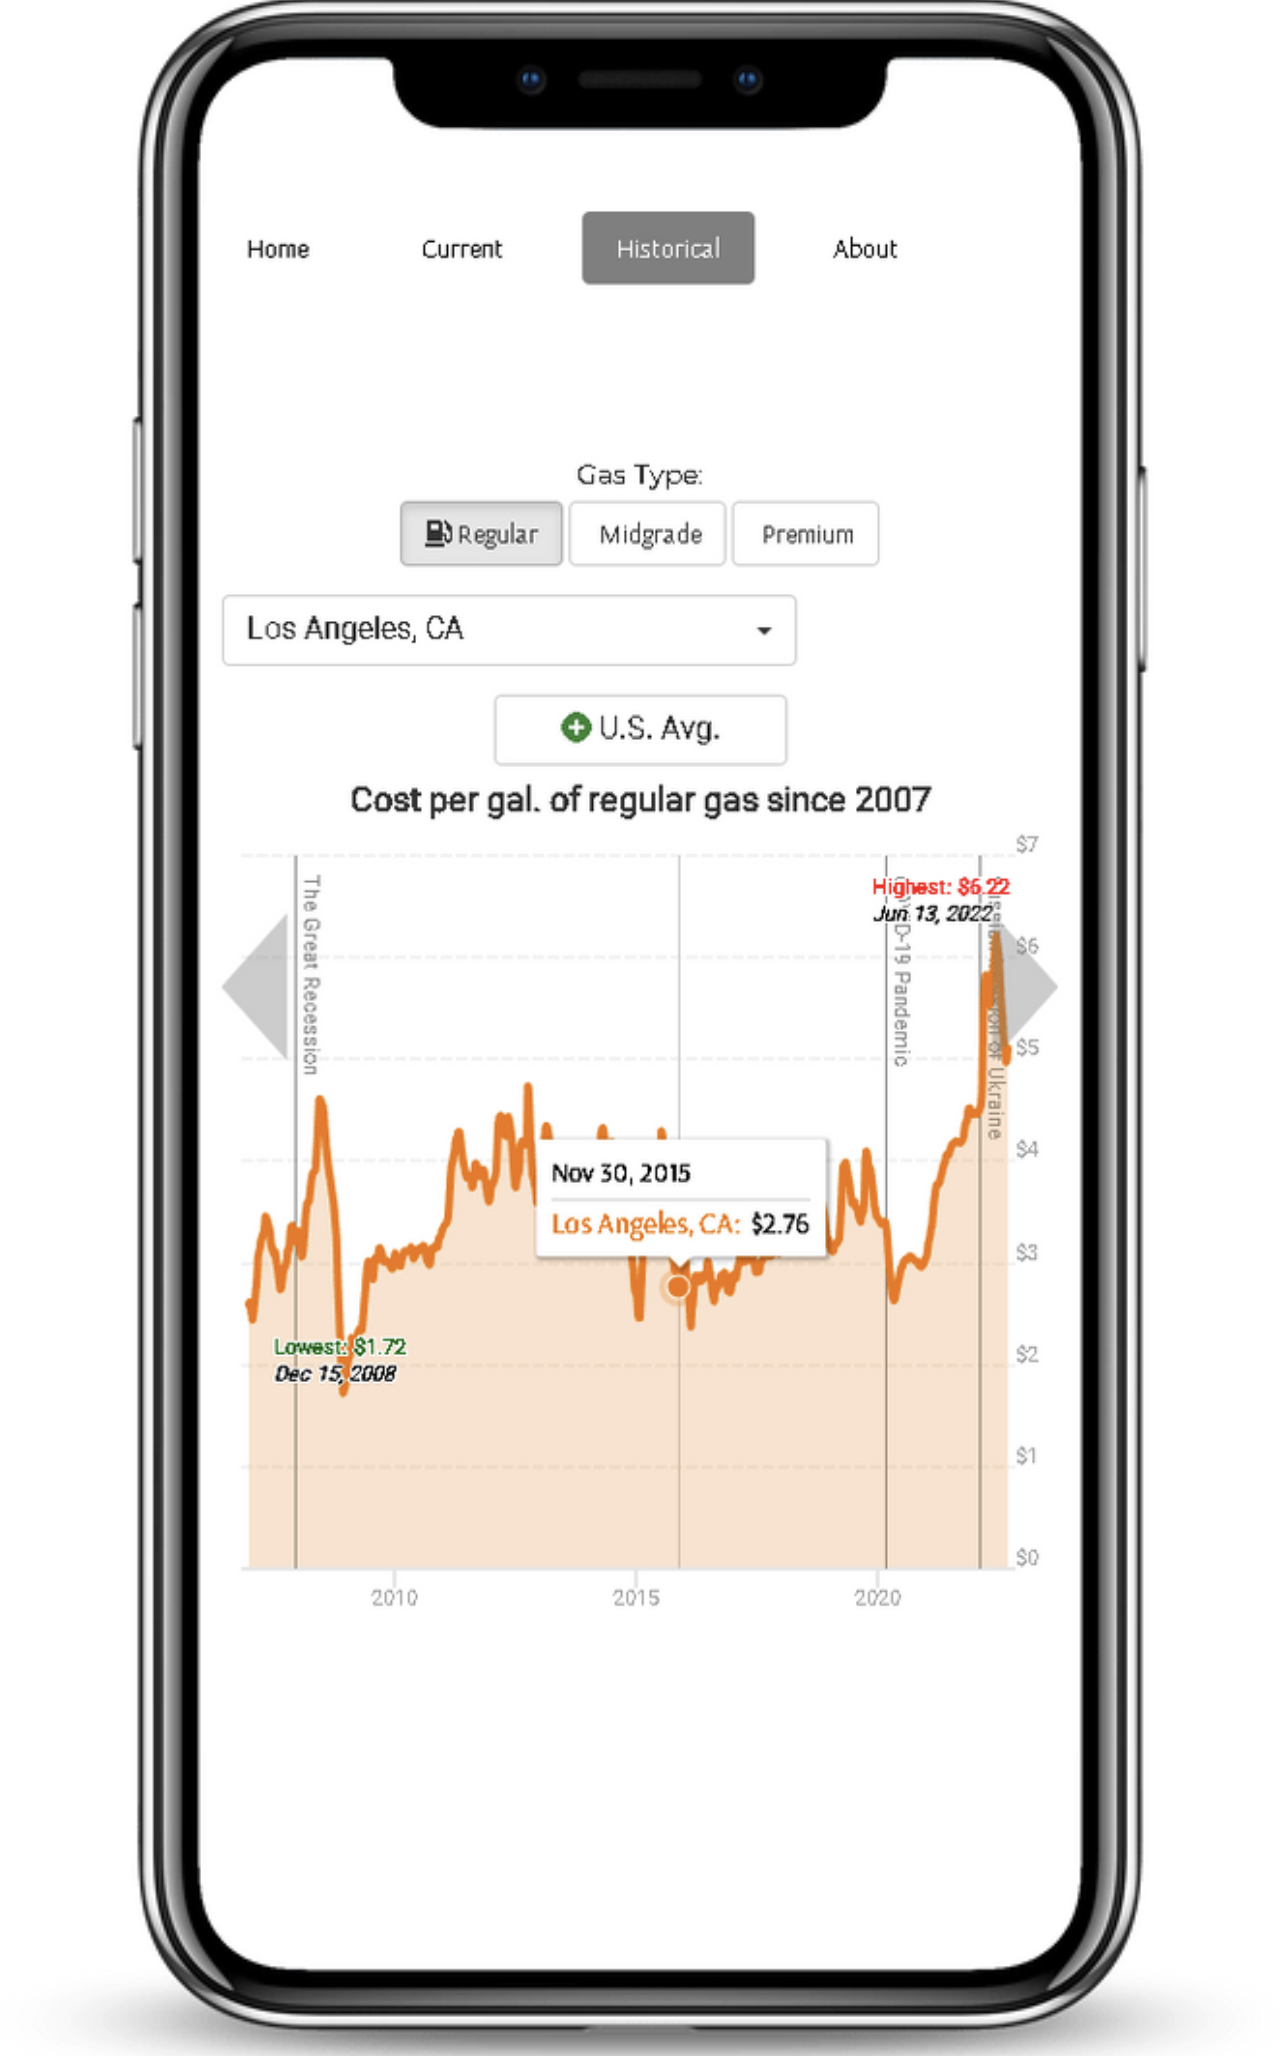 Home Current Historical About
Gas Type:
Regular Midgrade Premium
Los Angeles, CA
U.S. Avg.
Cost per gal. of regular gas since 2007
$7
Highest: $6.22
Jun 13, 2022
The Great Recession
D-19 Pandemic
of Ukraine
$6
$5
$4
Nov 30, 2015
Los Angeles, CA: $2.76
$3
Lowest: $1.72
Dec 15, 2008
$2
$1
$0
2010 2015 2020